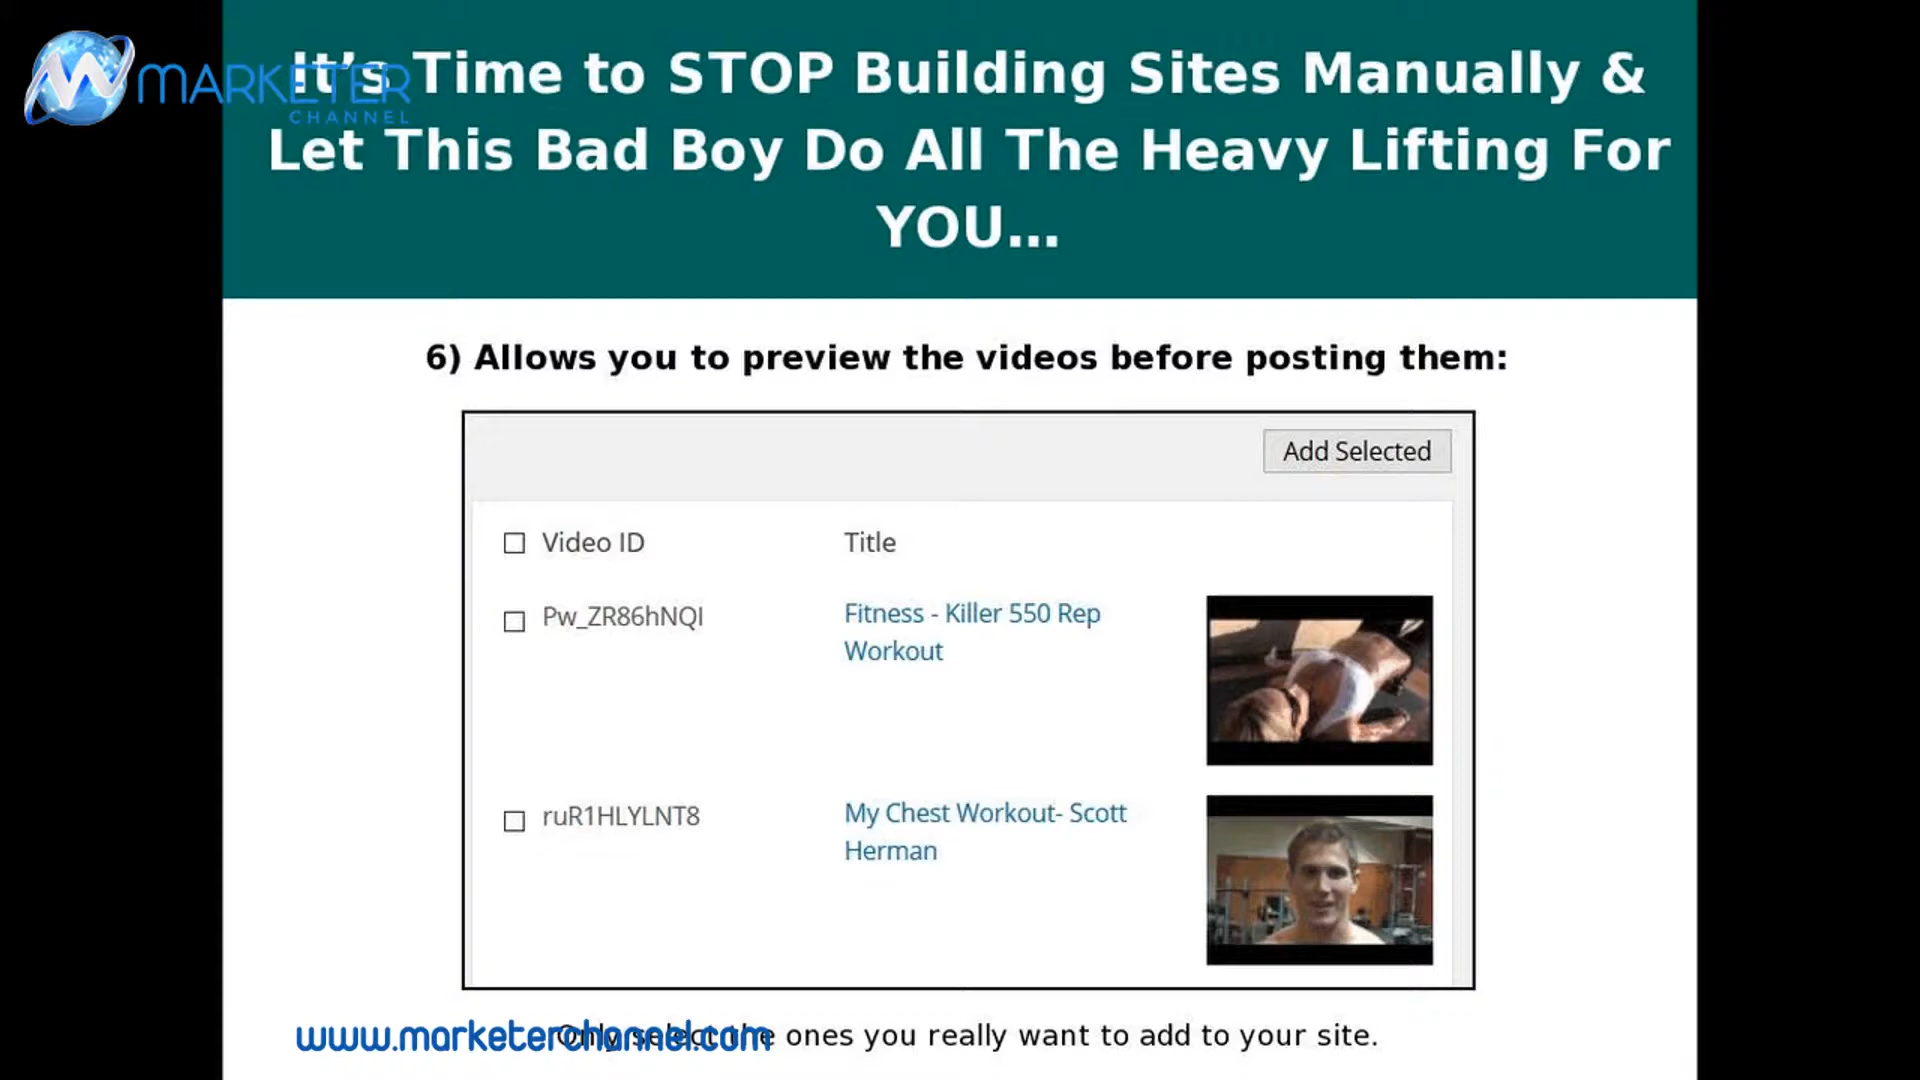 MARKETER
CHANNEL
It's Time to STOP Building Sites Manually &
Let This Bad Boy Do All The Heavy Lifting For
YOU...
6) Allows you to preview the videos before posting them:
Add Selected
Video ID
Title
Pw_ZR86hNQI
Fitness - Killer 550 Rep
Workout
ruR1HLYLNT8
My Chest Workout- Scott
Herman
www.marketerchannel.com
Only select the ones you really want to add to your site.